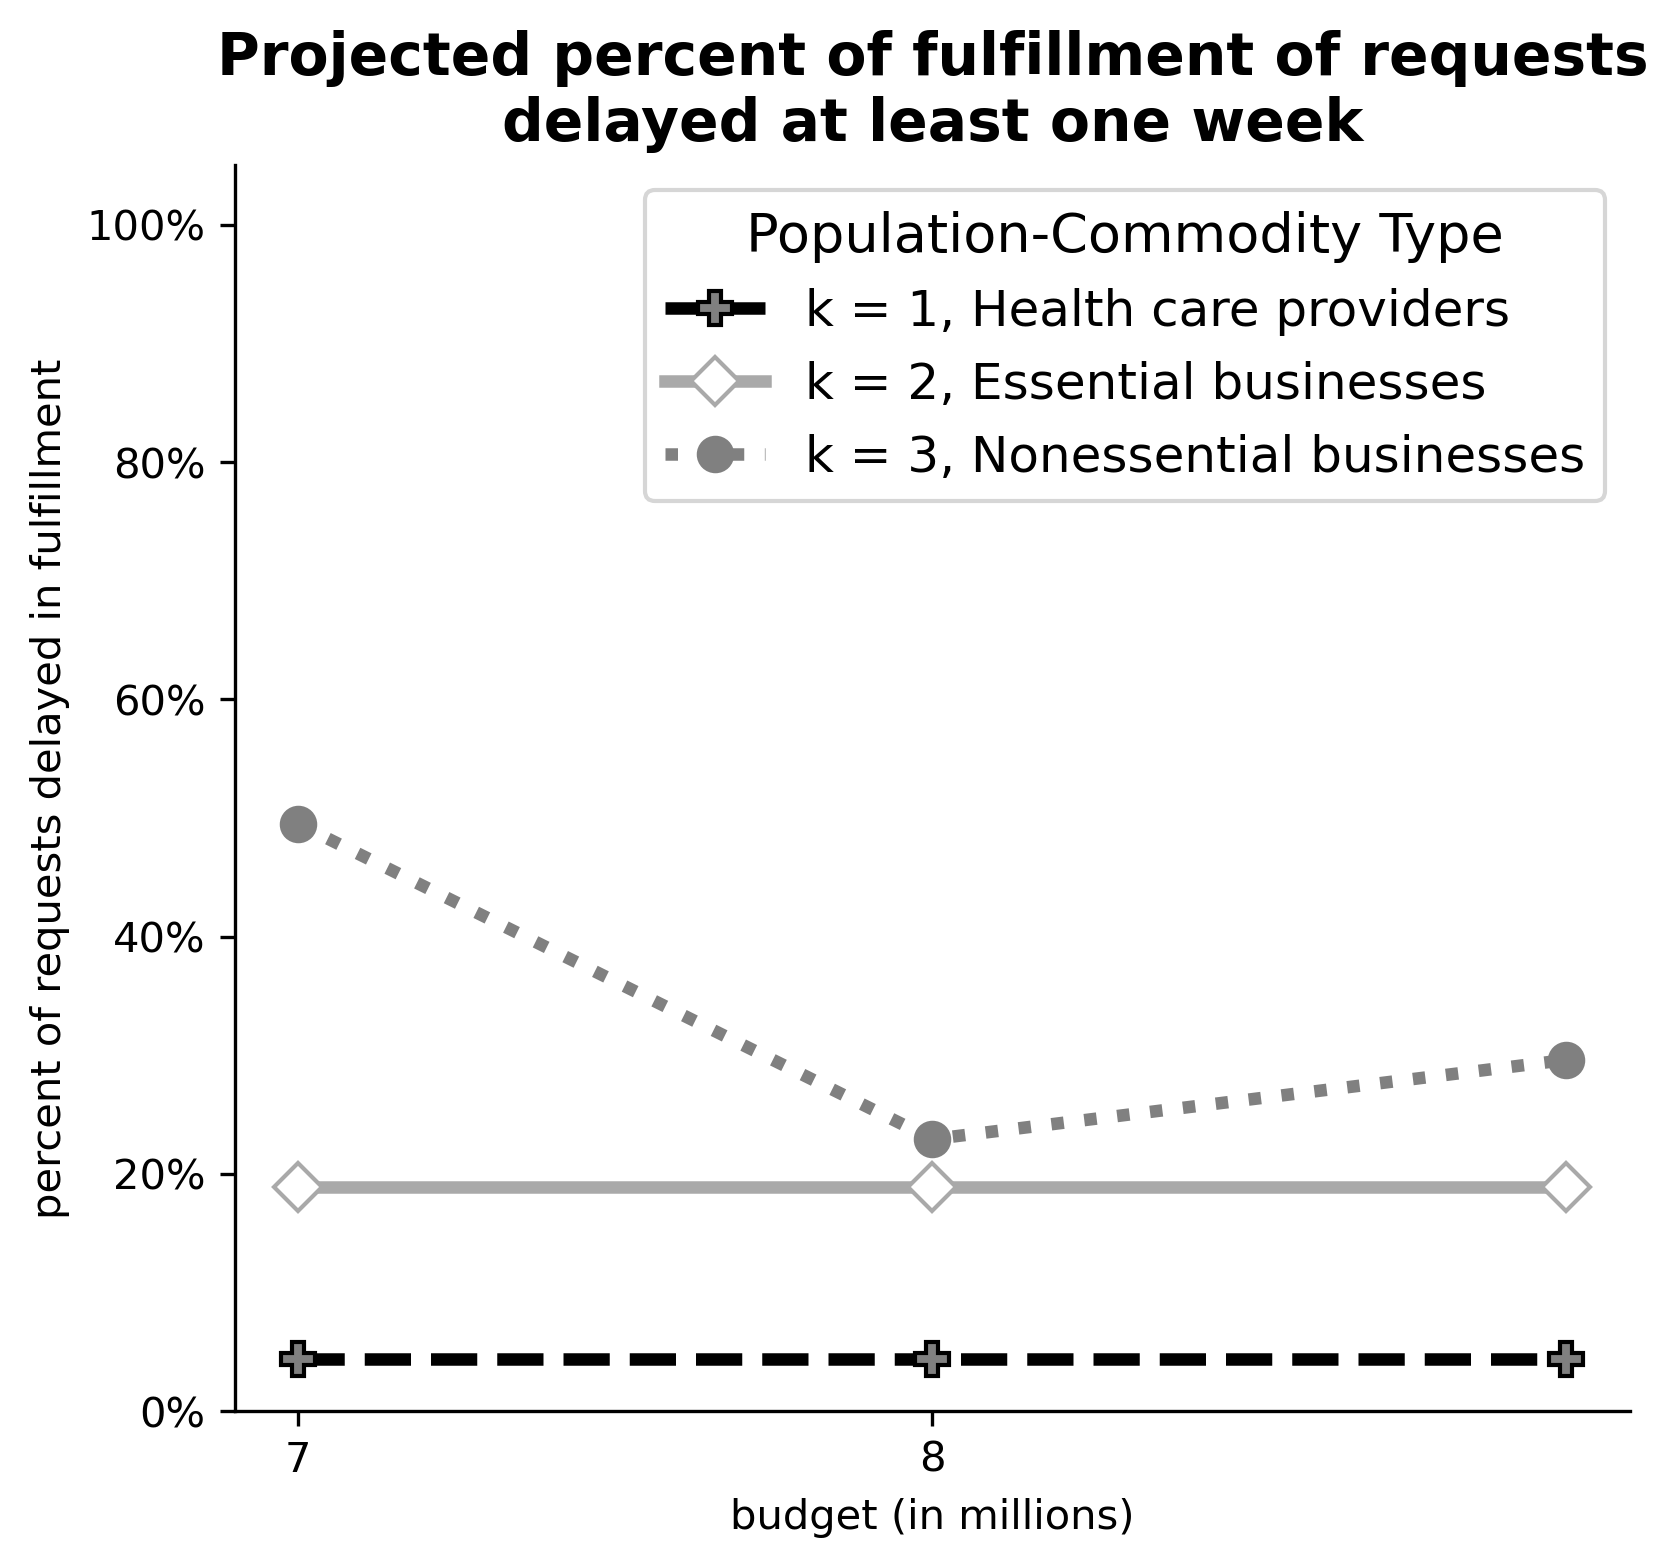 Projected percent of fulfillment of requests
delayed at least one week
Population-Commodity Type
k = 1, Health care providers
k = 2, Essential businesses
k = 3, Nonessential businesses
percent of requests delayed in fulfillment
100%
80%
60%
40%
20%
0%
7
8
budget (in millions)